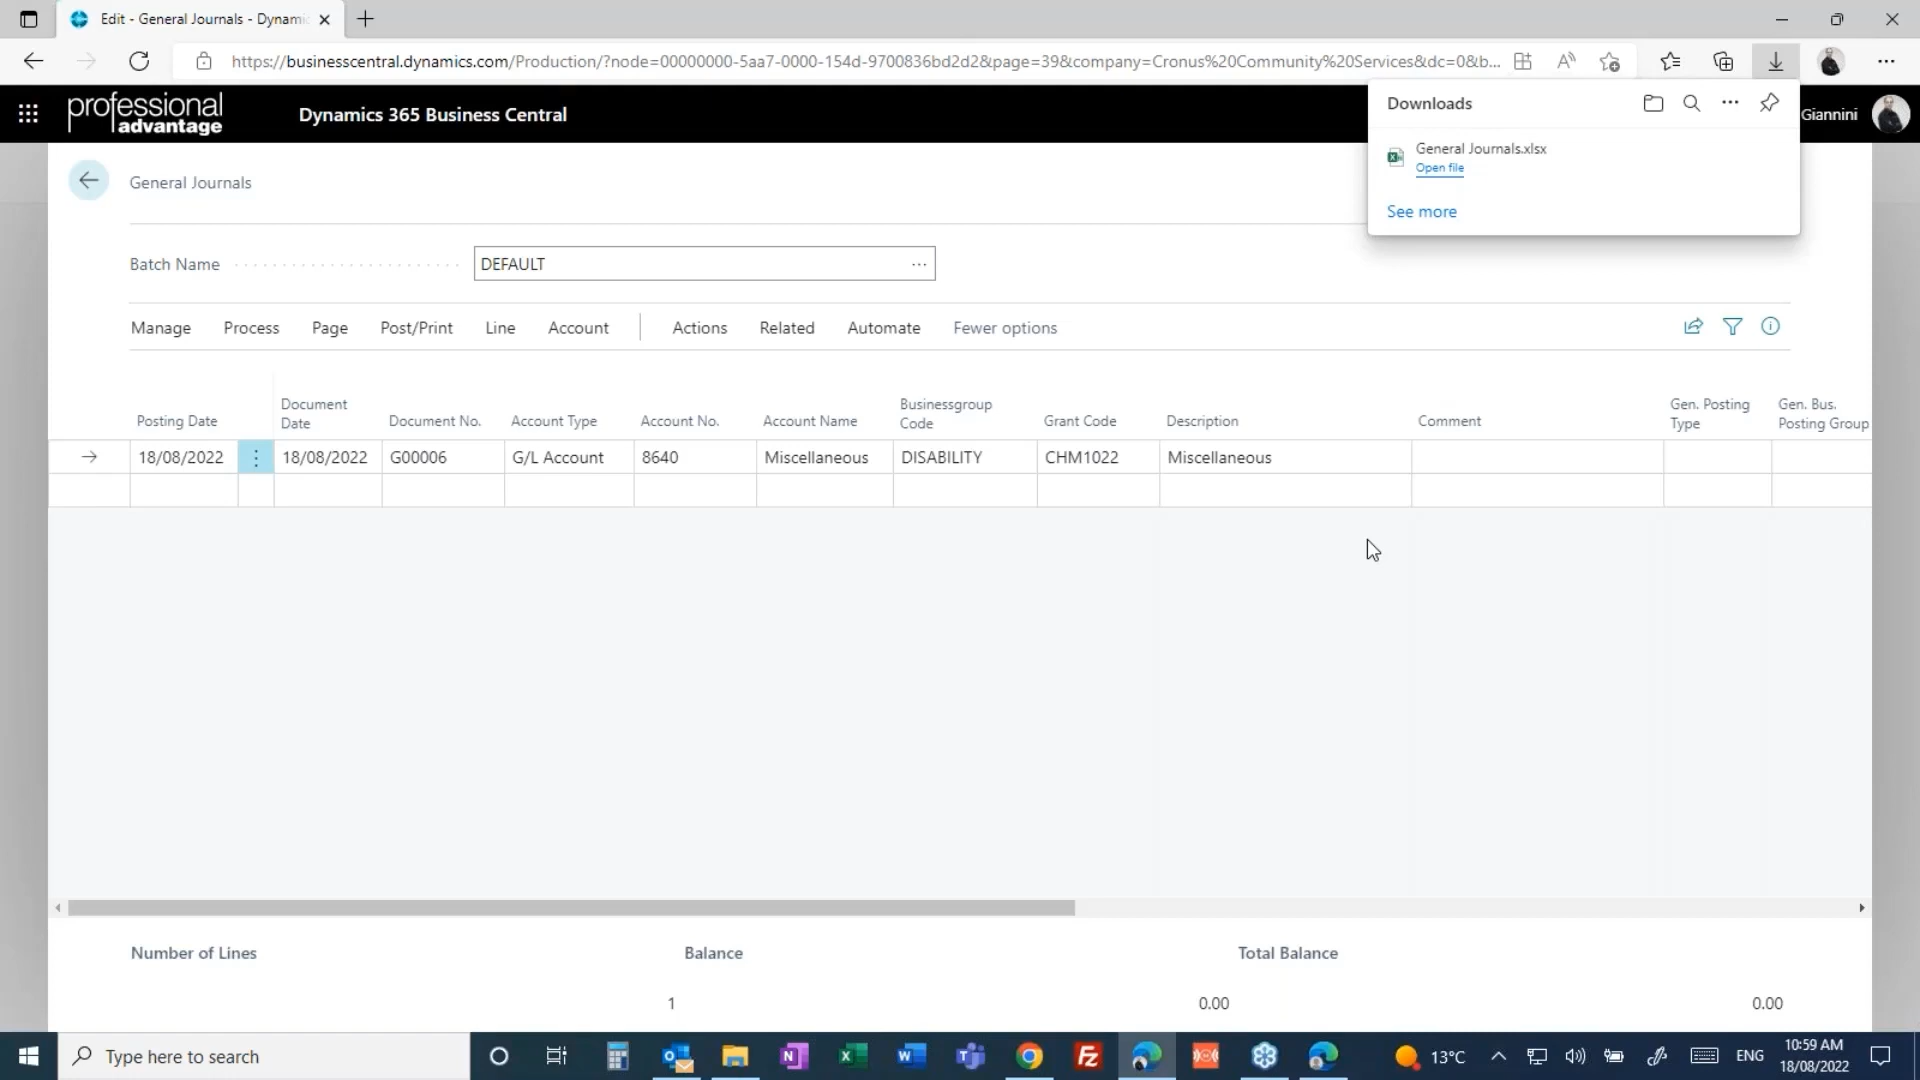 Edit - General Journals - Dynami
https://businesscentral.dynamics.com/Production/?node=00000000-5aa7-0000-154d-9700836bd2d2&page=39&company=Cronus%20Community%20Services&dc=0&b...
professional
advantage
Dynamics 365 Business Central
Giannini
Downloads
General Journals.xlsx
Open file
See more
General Journals
Batch Name
DEFAULT
Manage Process Page Post/Print Line Account Actions Related Automate Fewer options
Posting Date Document Date Document No. Account Type Account No. Account Name Businessgroup Code Grant Code Description Comment Gen. Posting Type Gen. Bus. Posting Group
18/08/2022 18/08/2022 G00006 G/L Account 8640 Miscellaneous DISABILITY CHM1022 Miscellaneous
Number of Lines Balance Total Balance
1 0.00 0.00
Type here to search
13°C
ENG
10:59 AM
18/08/2022